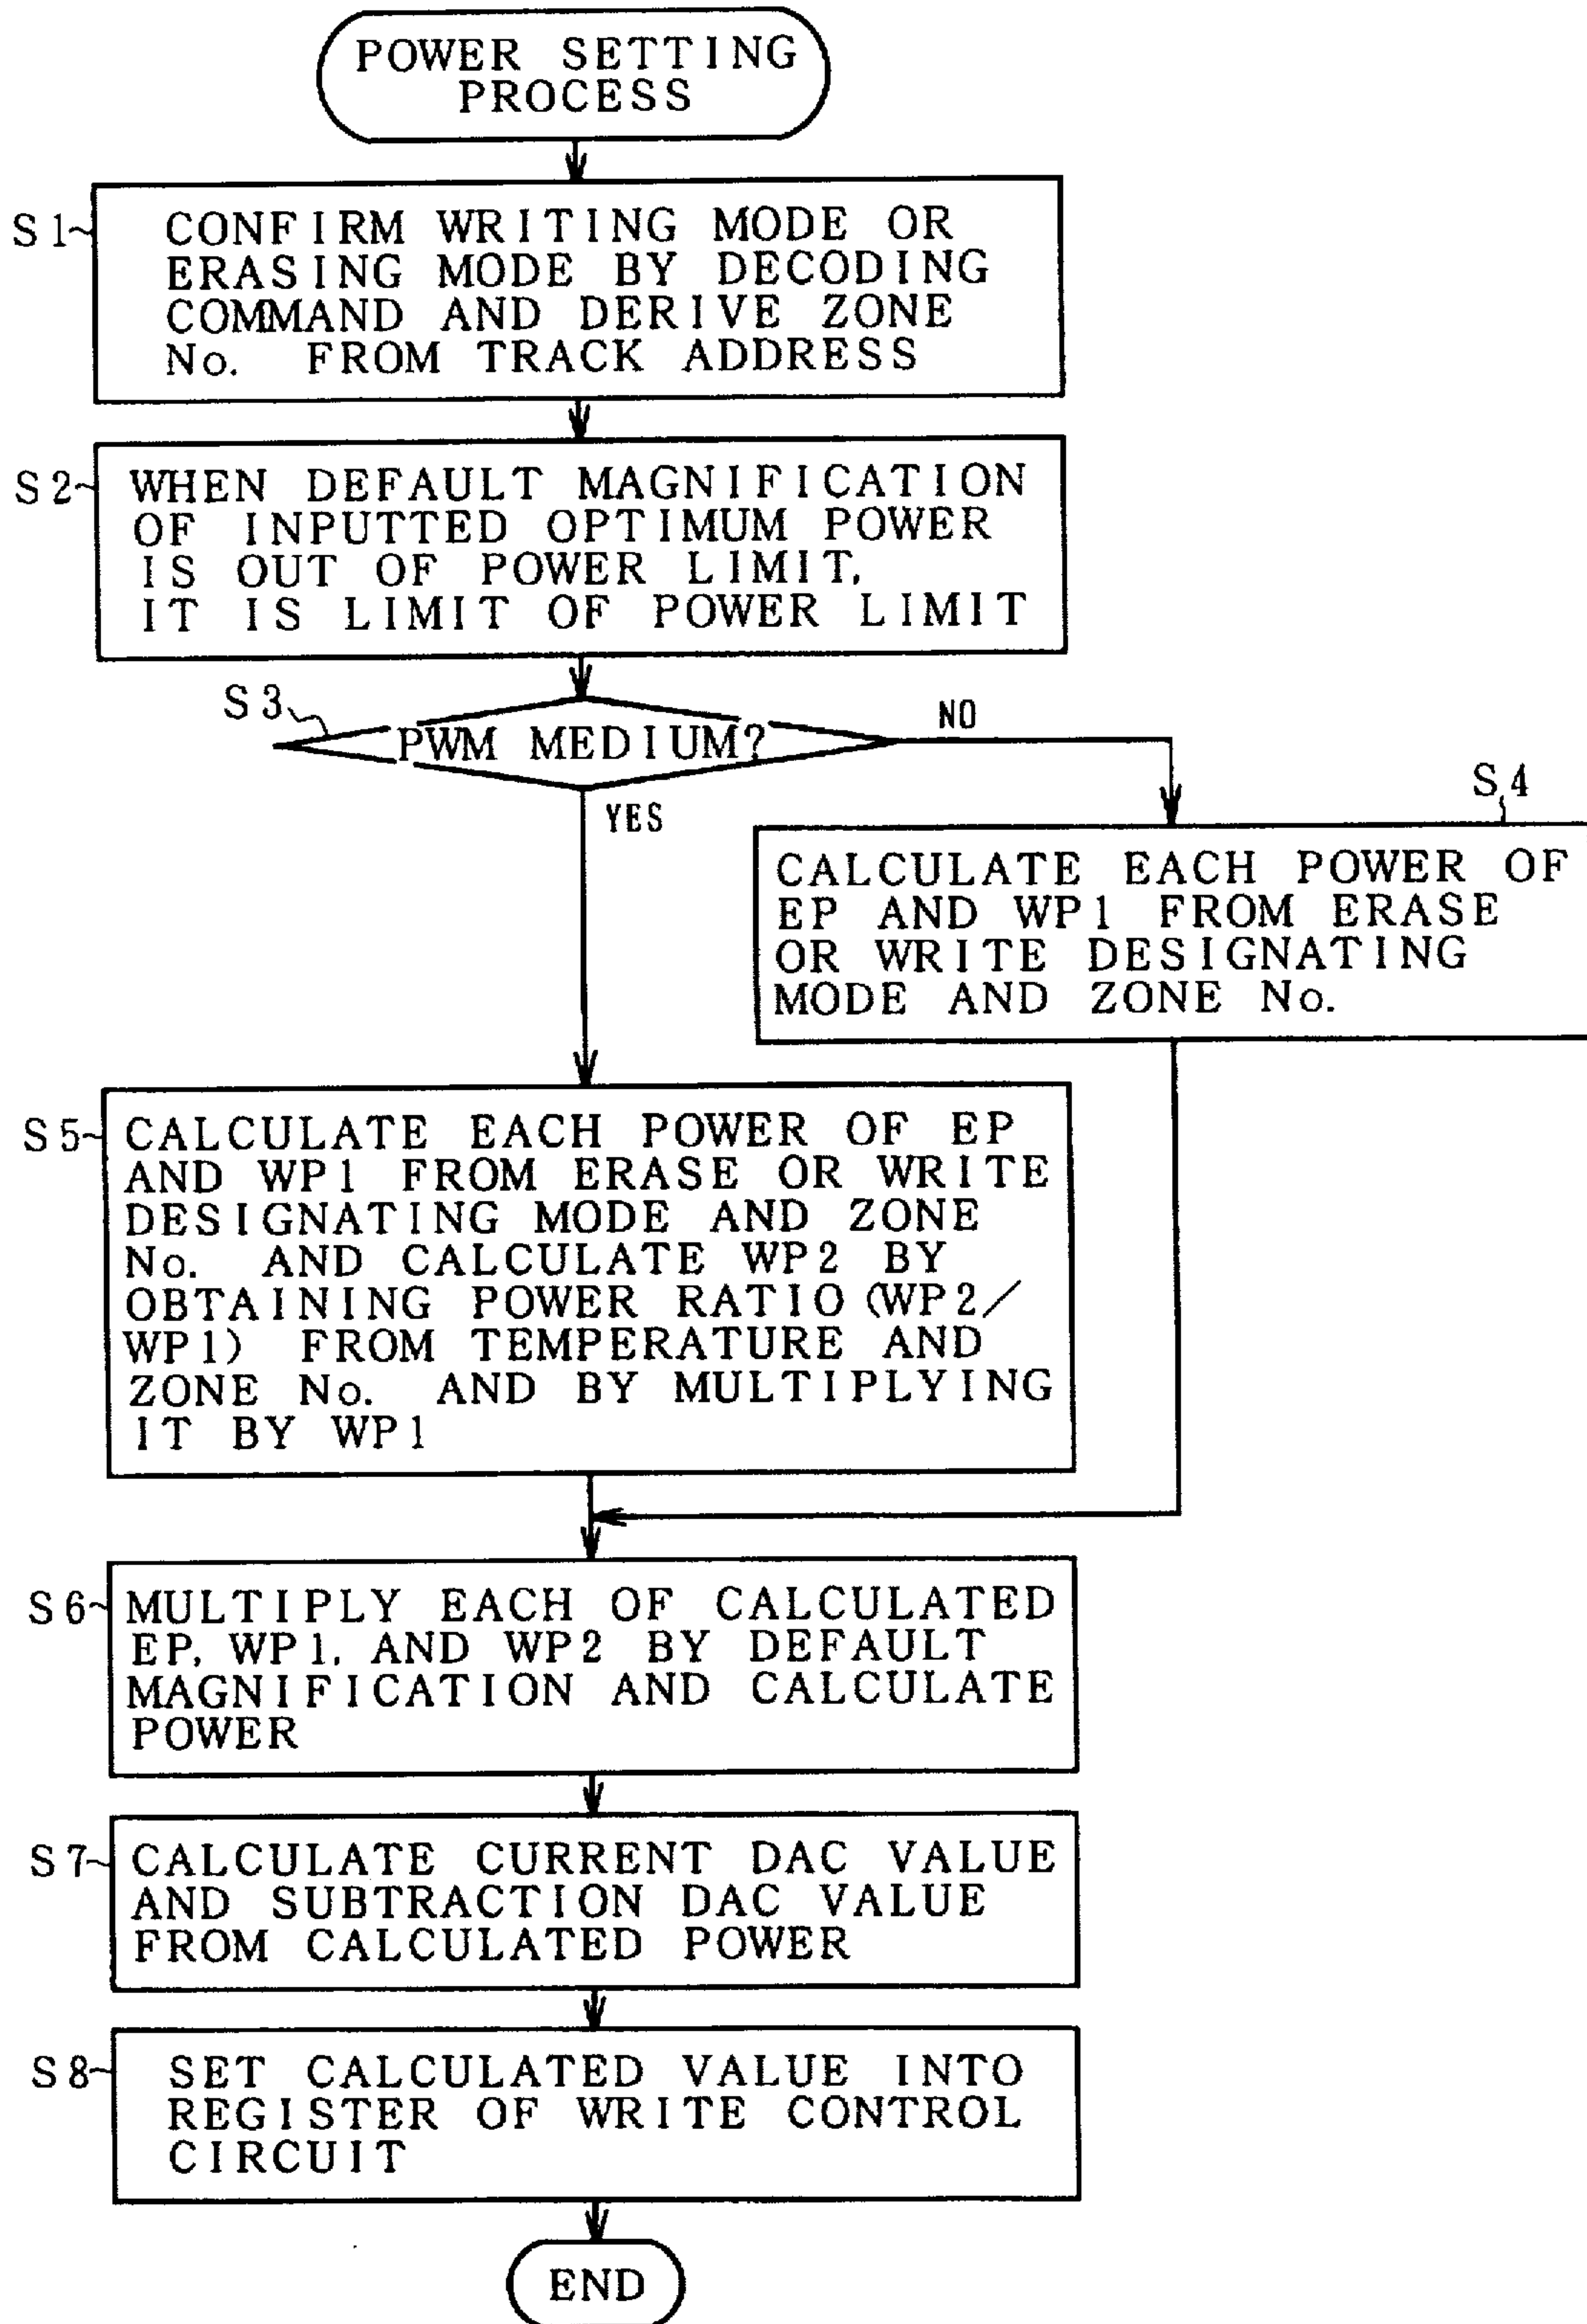 POWER SETTING
PROCESS
S1
CONFIRM WRITING MODE OR
ERASING MODE BY DECODING
COMMAND AND DERIVE ZONE
No. FROM TRACK ADDRESS
S2
WHEN DEFAULT MAGNIFICATION
OF INPUTTED OPTIMUM POWER
IS OUT OF POWER LIMIT,
IT IS LIMIT OF POWER LIMIT
S3
PWM MEDIUM?
NO
YES
S4
CALCULATE EACH POWER OF
EP AND WP1 FROM ERASE
OR WRITE DESIGNATING
MODE AND ZONE No.
S5
CALCULATE EACH POWER OF EP
AND WP1 FROM ERASE OR WRITE
DESIGNATING MODE AND ZONE
No. AND CALCULATE WP2 BY
OBTAINING POWER RATIO (WP2/
WP1) FROM TEMPERATURE AND
ZONE No. AND BY MULTIPLYING
IT BY WP1
S6
MULTIPLY EACH OF CALCULATED
EP, WP1, AND WP2 BY DEFAULT
MAGNIFICATION AND CALCULATE
POWER
S7
CALCULATE CURRENT DAC VALUE
AND SUBTRACTION DAC VALUE
FROM CALCULATED POWER
S8
SET CALCULATED VALUE INTO
REGISTER OF WRITE CONTROL
CIRCUIT
END